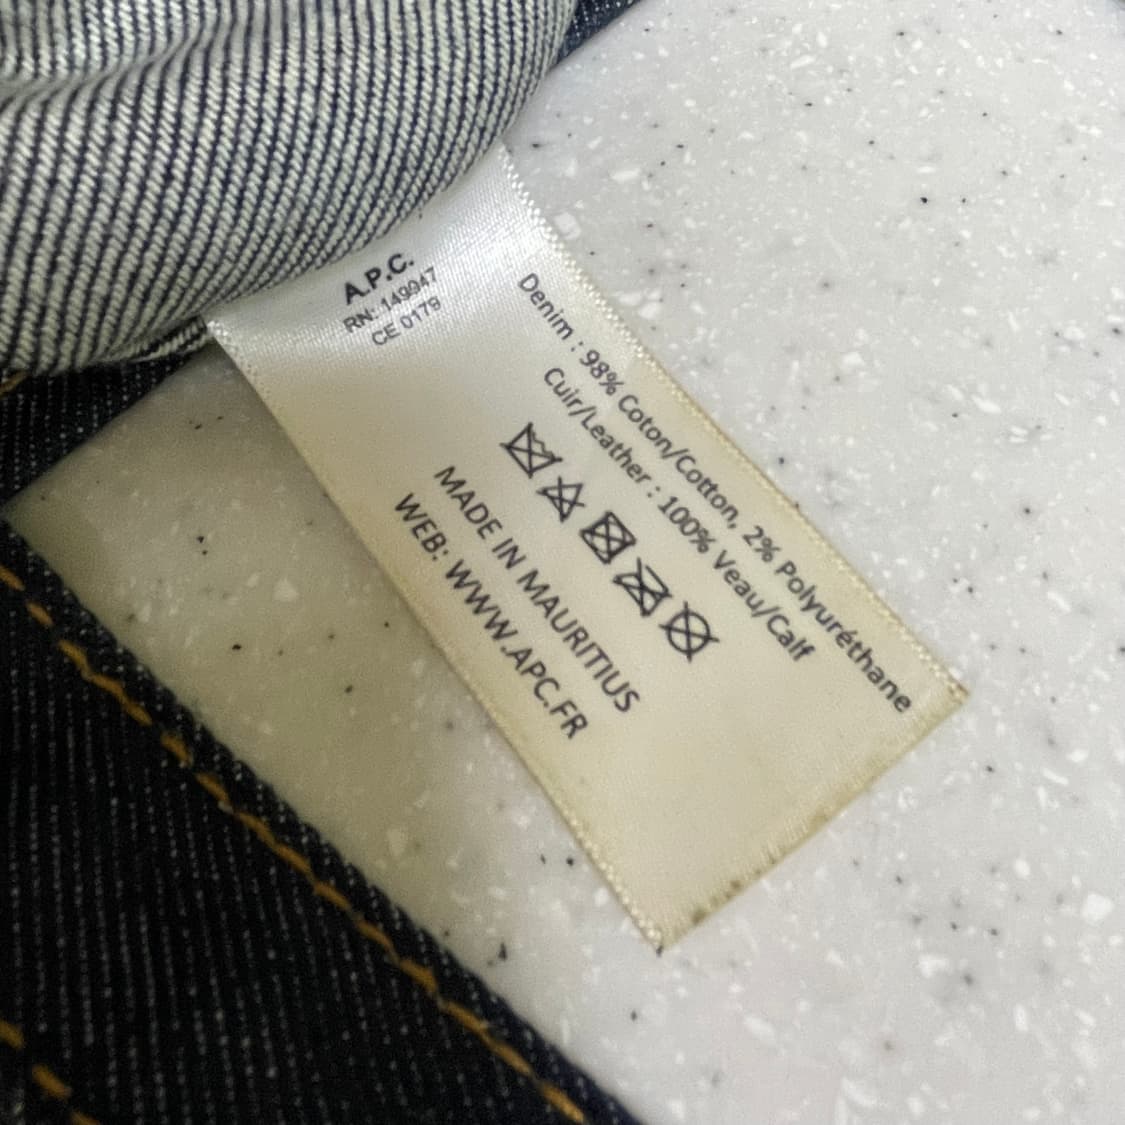 A.P.C.
RN: 149947
CE 0179
Denim : 98% Coton/Cotton, 2% Polyuréthane
Cuir/Leather : 100% Veau/Calf
MADE IN MAURITIUS
WEB: WWW.APC.FR